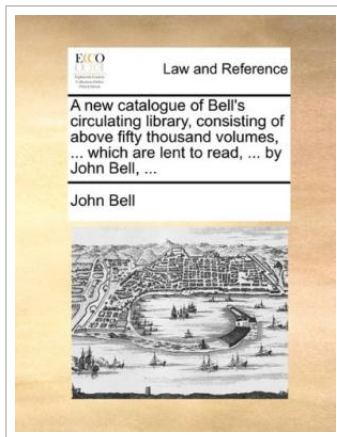 ECCO
Law and Reference
A new catalogue of Bell's
circulating library, consisting of
above fifty thousand volumes,
... which are lent to read, ... by
John Bell, ...
John Bell